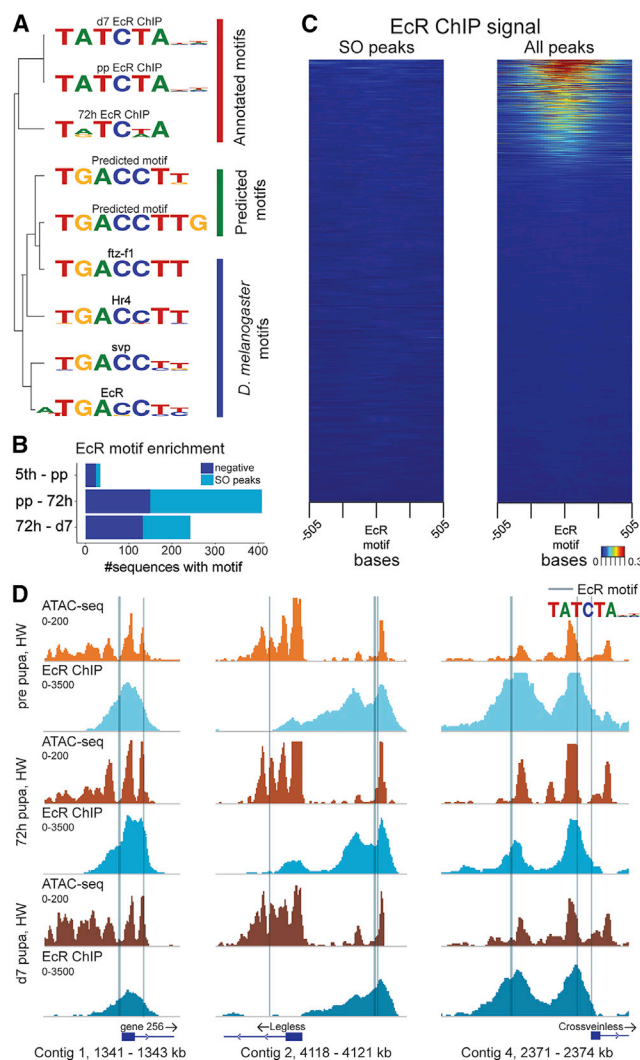 A
d7 EcR ChIP
TATCTA
pp EcR ChIP
TATCTA
72h EcR ChIP
TATCTA
Annotated motifs
Predicted motif
TGACCTT
Predicted motif
TGACCTTG
Predicted motifs
ftz-f1
TGACCTT
Hr4
TGACCTT
svp
TGACCTT
EcR
ATGACCTT
D. melanogaster motifs
B
EcR motif enrichment
negative
SO peaks
5th - pp
pp - 72h
72h - d7
0 100 200 300 400
#sequences with motif
C
EcR ChIP signal
SO peaks
All peaks
-505 EcR motif 505
bases
-505 EcR motif 505
bases
0 0.3
D
EcR motif
TATCTA
pre pupa, HW
ATAC-seq
0-200
EcR ChIP
0-3500
72h pupa, HW
ATAC-seq
0-200
EcR ChIP
0-3500
d7 pupa, HW
ATAC-seq
0-200
EcR ChIP
0-3500
gene 256→
←Legless
Crossveinless→
Contig 1, 1341 - 1343 kb
Contig 2, 4118 - 4121 kb
Contig 4, 2371 - 2374 kb